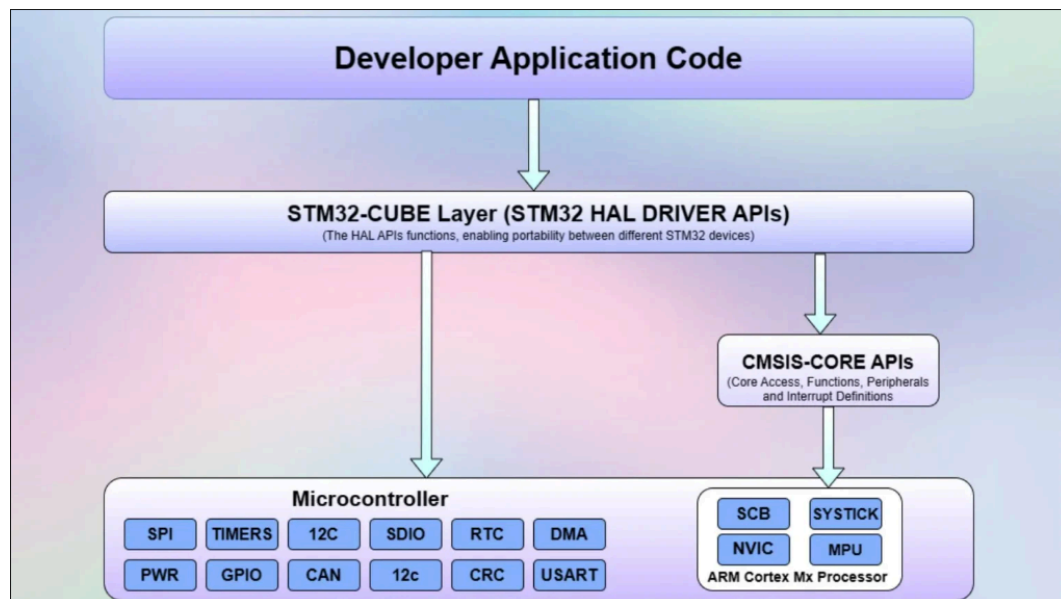 Developer Application Code
STM32-CUBE Layer (STM32 HAL DRIVER APIs)
(The HAL APIs functions, enabling portability between different STM32 devices)
CMSIS-CORE APIs
(Core Access, Functions, Peripherals
and Interrupt Definitions
Microcontroller
SPI TIMERS 12C SDIO RTC DMA
PWR GPIO CAN 12c CRC USART
SCB SYSTICK
NVIC MPU
ARM Cortex Mx Processor